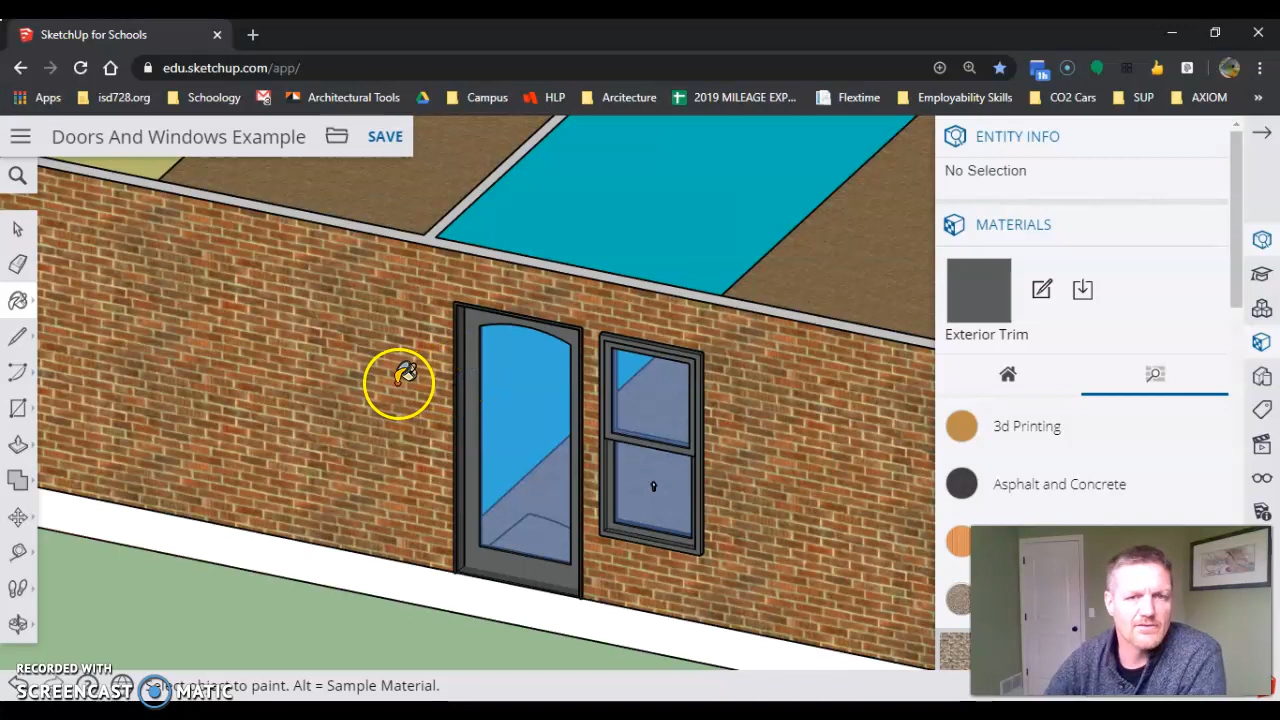 SketchUp for Schools
edu.sketchup.com/app/
1b
Apps isd728.org Schoology Architectural Tools Campus HLP Arcitecture 2019 MILEAGE EXP... Flextime Employability Skills CO2 Cars SUP AXIOM »
Doors And Windows Example SAVE
ENTITY INFO
No Selection
MATERIALS
Exterior Trim
3d Printing
Asphalt and Concrete
RECORDED WITH
SCREENCAST MATIC
to paint. Alt = Sample Material.